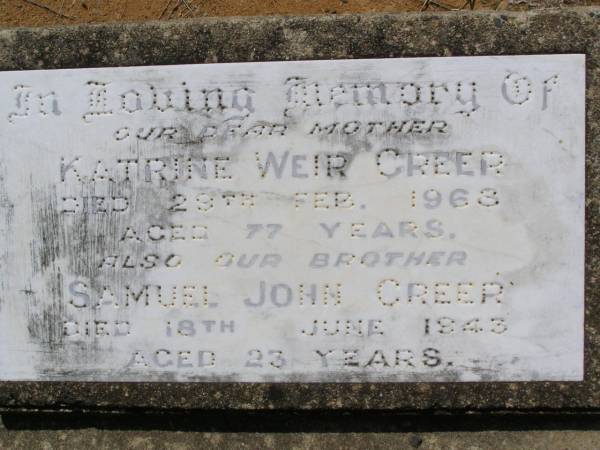 In Loving Memory Of
OUR DEAR MOTHER
KATRINE WEIR CREER
DIED 29TH FEB. 1968
AGED 77 YEARS.
ALSO OUR BROTHER
SAMUEL JOHN CREER
DIED 18TH JUNE 1943
AGED 23 YEARS.